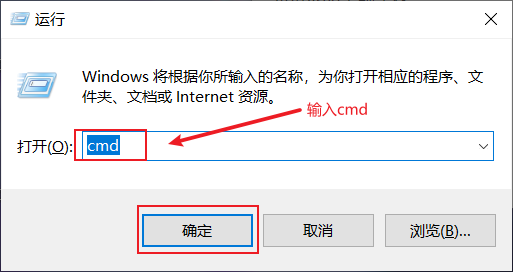 运行
Windows 将根据你所输入的名称，为你打开相应的程序、文
件夹、文档或 Internet 资源。
输入cmd
打开(O): cmd
确定 取消 浏览(B)...